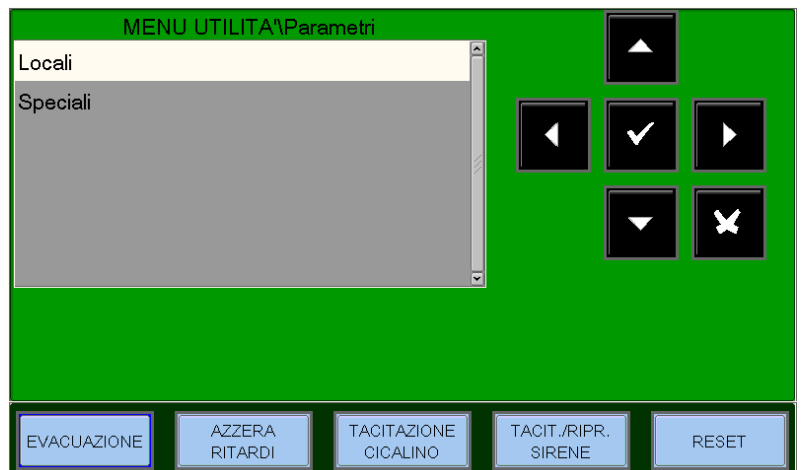 MENU UTILITA'\Parametri
Locali
Speciali
EVACUAZIONE
AZZERA
RITARDI
TACITAZIONE
CICALINO
TACIT./RIPR.
SIRENE
RESET